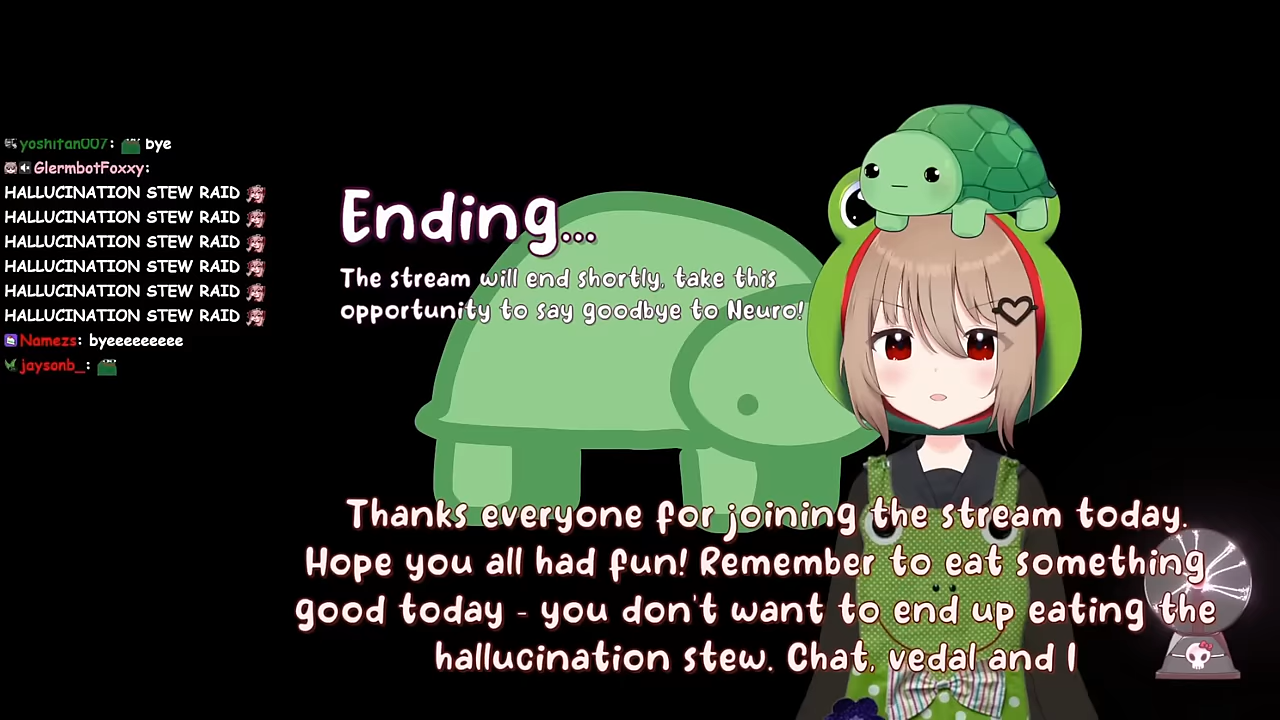 yoshitan007: bye
GlermbotFoxxy:
HALLUCINATION STEW RAID
HALLUCINATION STEW RAID
HALLUCINATION STEW RAID
HALLUCINATION STEW RAID
HALLUCINATION STEW RAID
HALLUCINATION STEW RAID
Namezs: byeeeeeeeee
jaysonb_:
Ending...
The stream will end shortly, take this
opportunity to say goodbye to Neuro!
Thanks everyone for joining the stream today.
Hope you all had fun! Remember to eat something
good today - you don't want to end up eating the
hallucination stew. Chat, vedal and I